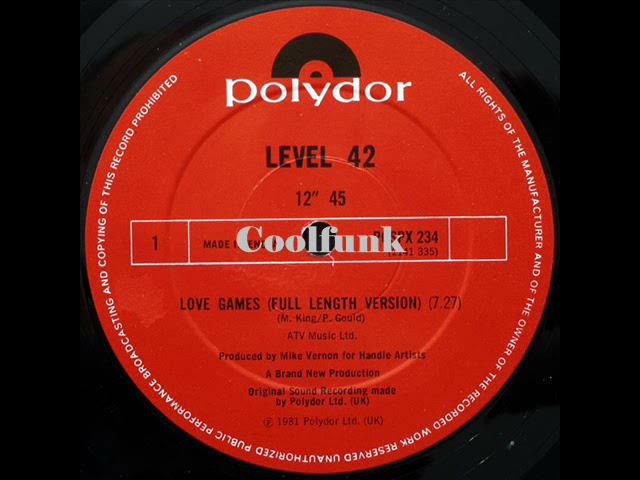 polydor
LEVEL 42
12" 45
1
MADE IN
Coolfunk
234
(2141 335)
LOVE GAMES (FULL LENGTH VERSION) (7.27)
(M. King/P. Gould)
ATV Music Ltd.
Produced by Mike Vernon for Handle Artists
A Brand New Production
Original Sound Recording made
by Polydor Ltd. (UK)
℗ 1981 Polydor Ltd. (UK)
ALL RIGHTS OF THE MANUFACTURER AND OF THE OWNER OF THE RECORDED WORK RESERVED UNAUTHORIZED PUBLIC PERFORMANCE BROADCASTING AND COPYING OF THIS RECORD PROHIBITED